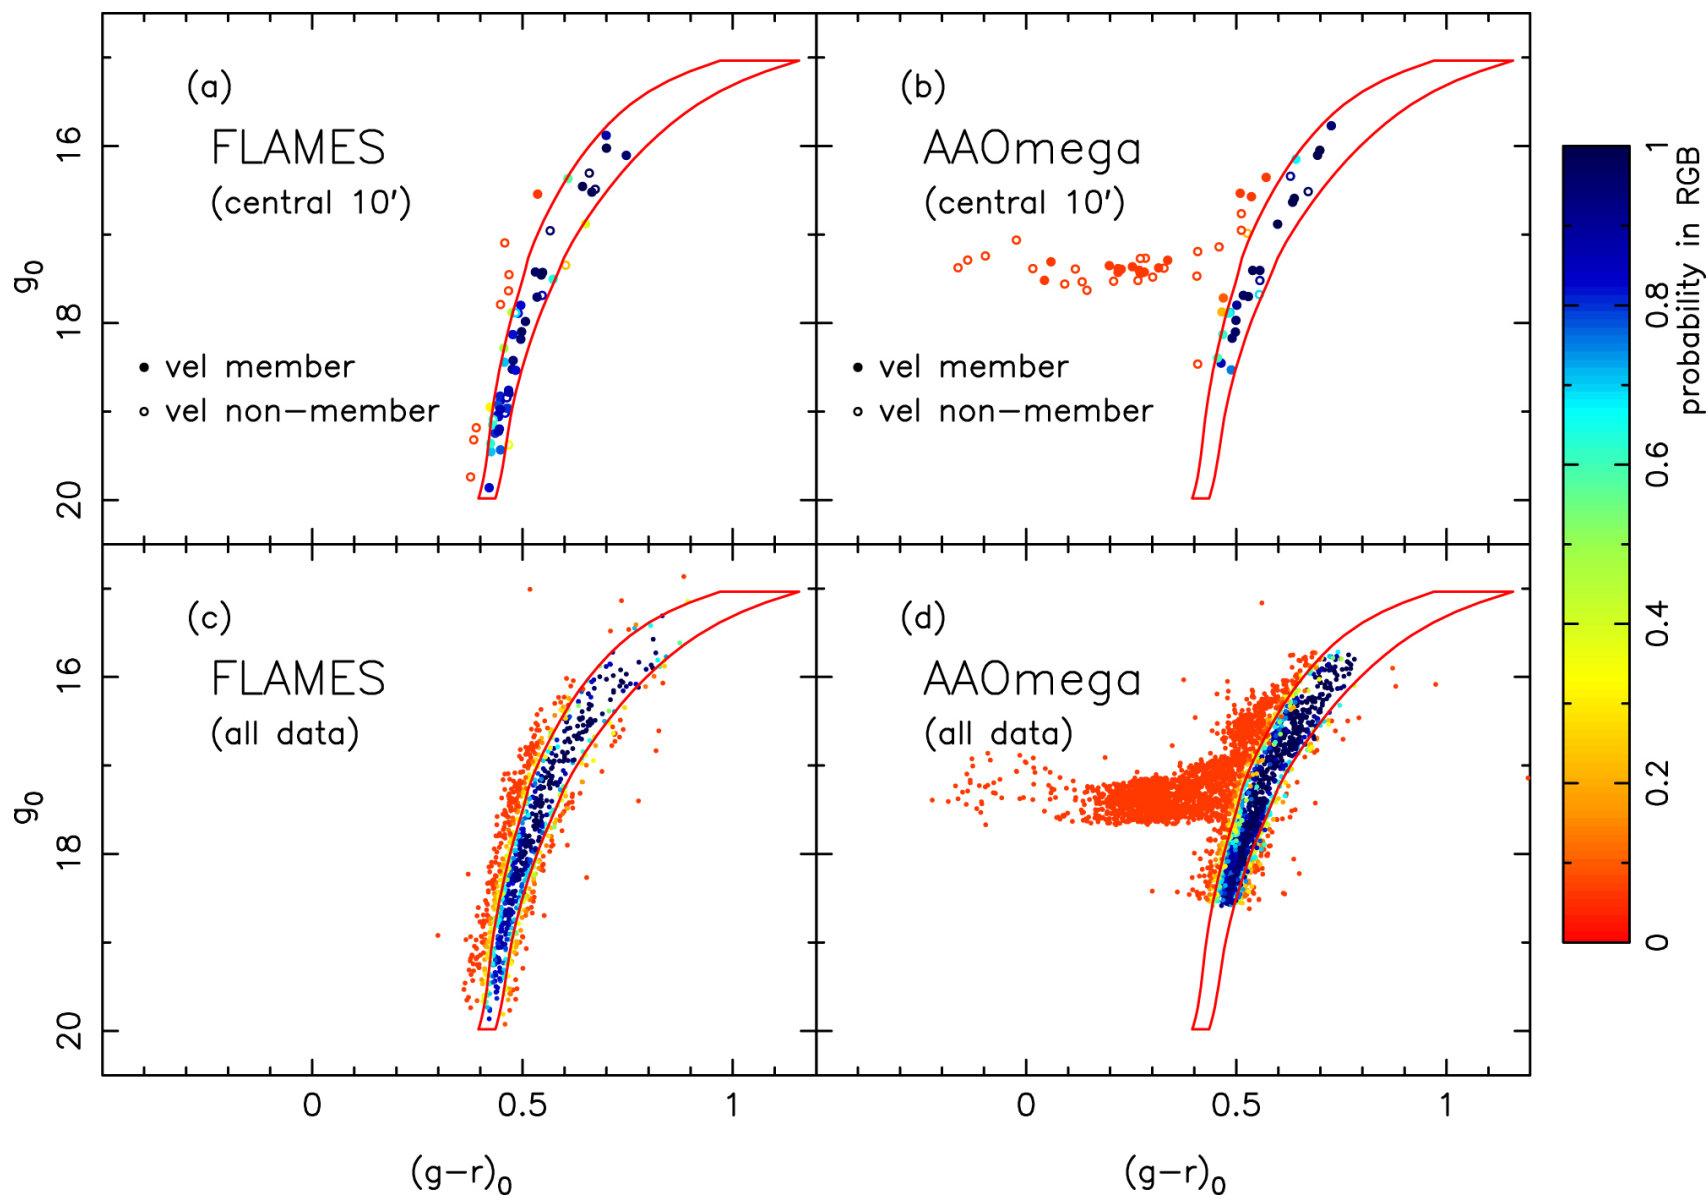 (a)
FLAMES
(central 10′)
vel member
vel non−member
16
18
20
g0
(b)
AAOmega
(central 10′)
vel member
vel non−member
(c)
FLAMES
(all data)
16
18
20
g0
0
0.5
1
(g−r)0
(d)
AAOmega
(all data)
0
0.5
1
(g−r)0
1
0.8
0.6
0.4
0.2
0
probability in RGB